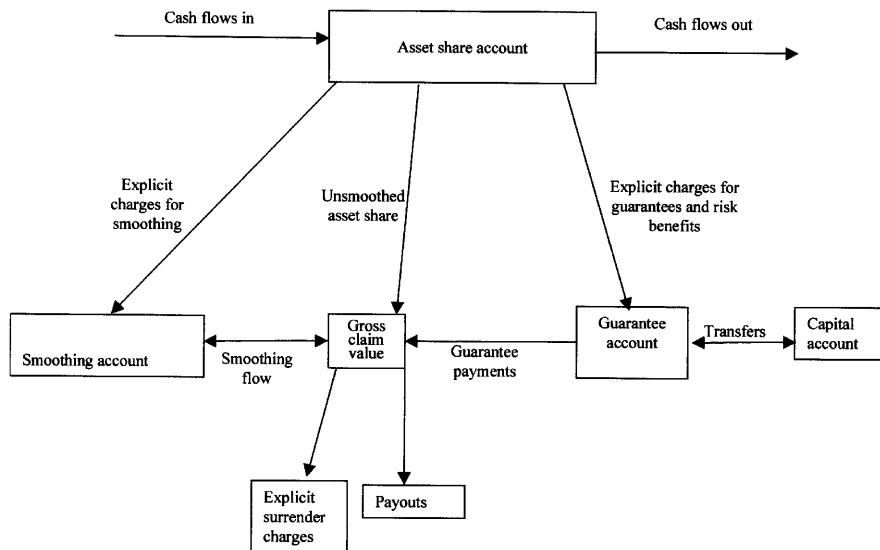 Cash flows in
Asset share account
Cash flows out
Explicit
charges for
smoothing
Unsmoothed
asset share
Explicit charges for
guarantees and risk
benefits
Smoothing account
Smoothing
flow
Gross
claim
value
Guarantee
payments
Guarantee
account
Transfers
Capital
account
Explicit
surrender
charges
Payouts